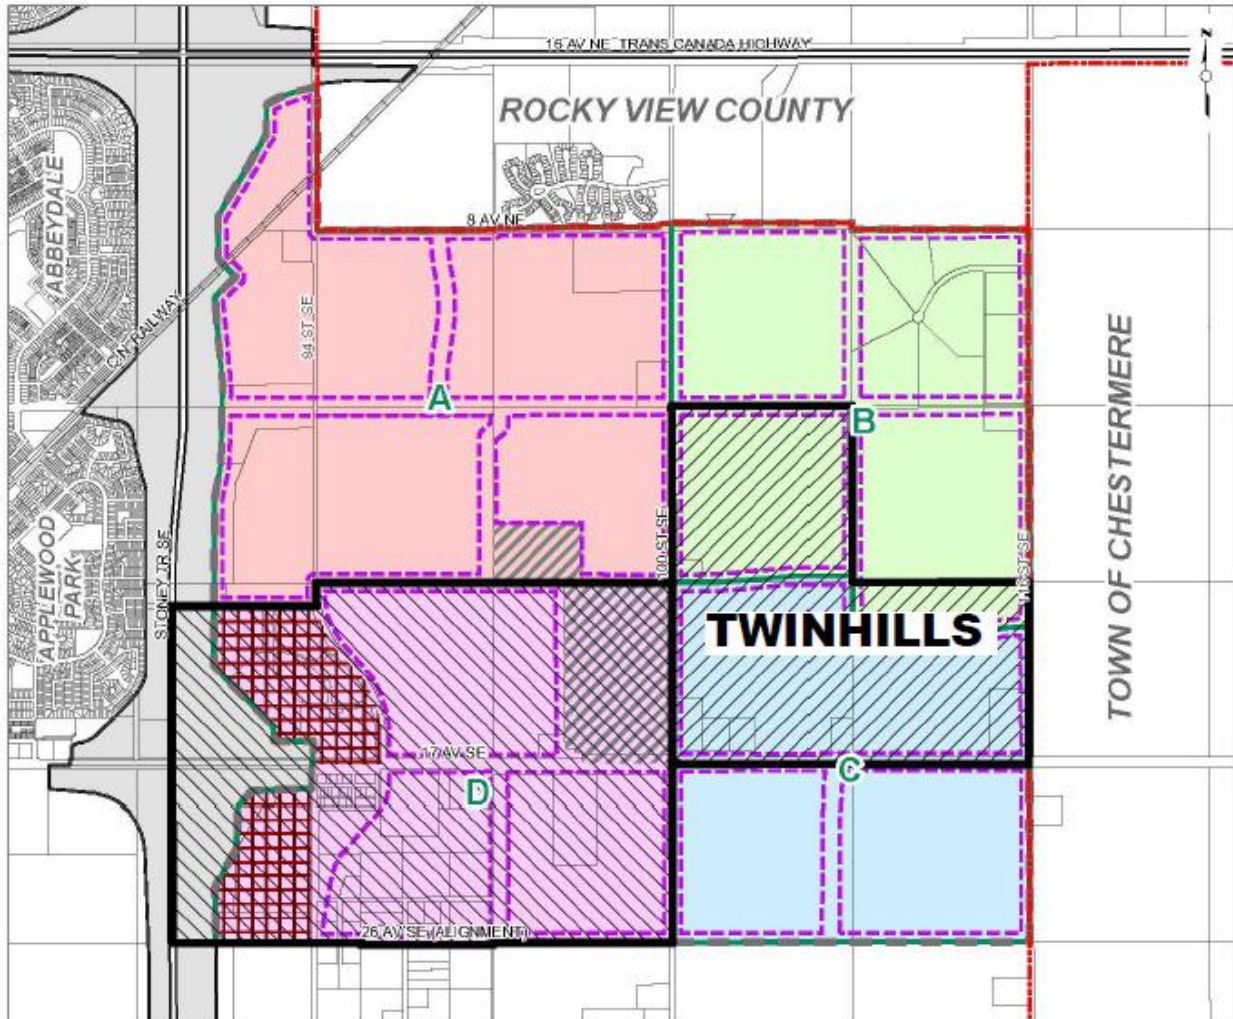 N
16 AV NE TRANS CANADA HIGHWAY
ROCKY VIEW COUNTY
ABBEYDALE
8 AV NE
CN RAILWAY
94 ST SE
A
B
TOWN OF CHESTERMERE
APPLEWOOD
PARK
STONEY TR SE
100 ST SE
116 ST SE
TWINHILLS
17 AV SE
C
D
26 AV SE (ALIGNMENT)